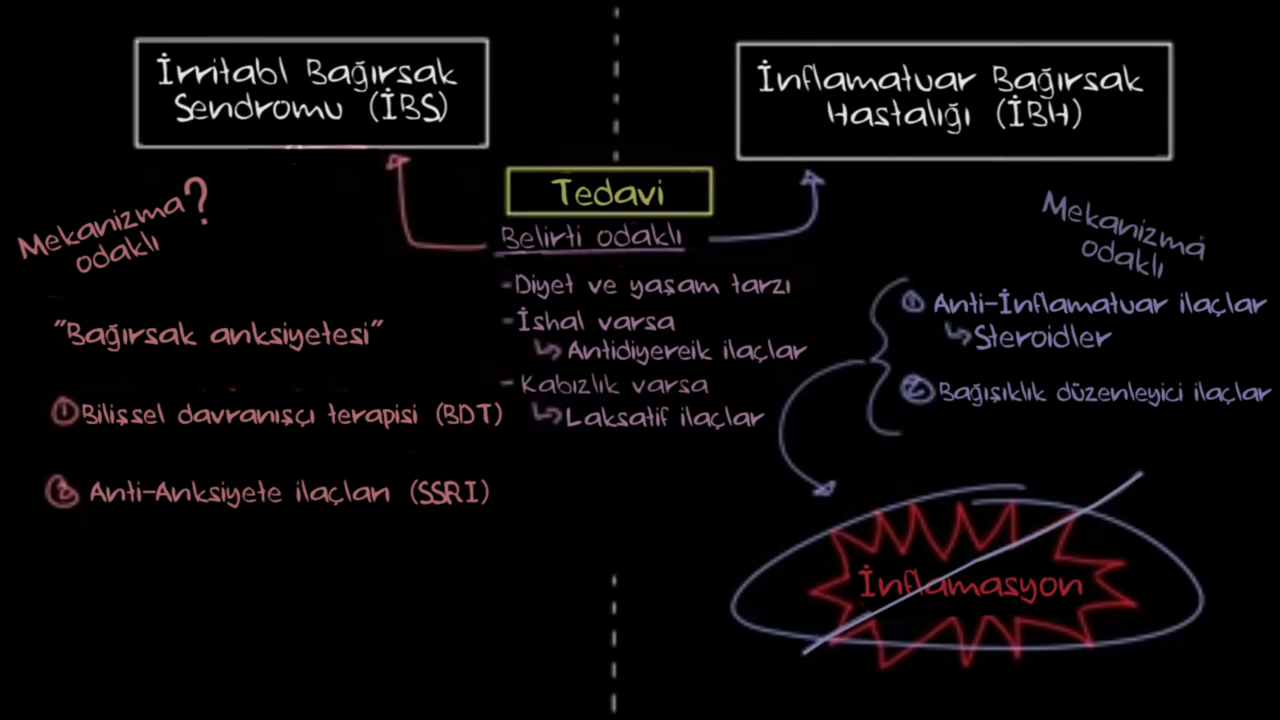 İrritabl Bağırsak
Sendromu (İBS)
İnflamatuar Bağırsak
Hastalığı (İBH)
Tedavi
Belirti odaklı
-Diyet ve yaşam tarzı
-İshal varsa
↳ Antidiyereik ilaçlar
- Kabızlık varsa
↳ Laksatif ilaçlar
Mekanizma?
odaklı
"Bağırsak anksiyetesi"
① Bilişsel davranışçı terapisi (BDT)
② Anti-Anksiyete ilaçları (SSRI)
Mekanizma
odaklı
① Anti-İnflamatuar ilaçlar
↳ Steroidler
② Bağışıklık düzenleyici ilaçlar
İnflamasyon